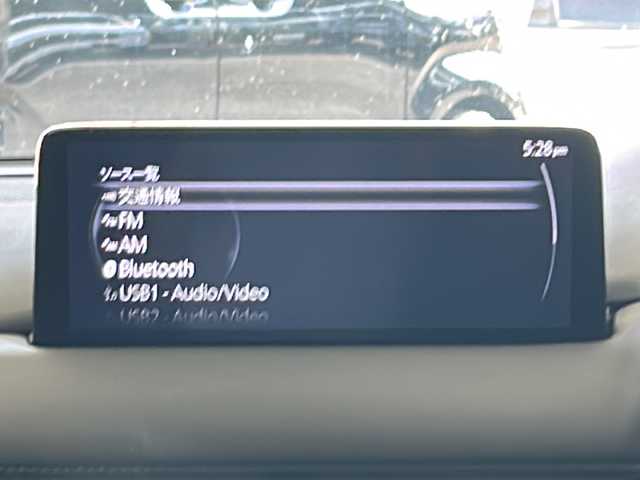 5:28pm
ソース一覧
交通情報
FM
AM
Bluetooth
USB1 - Audio/Video
USB2 - Audio/Video